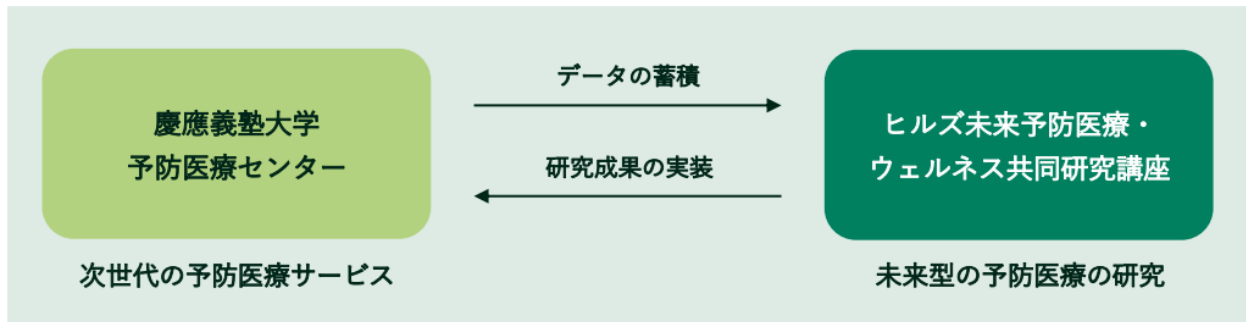 慶應義塾大学
予防医療センター
次世代の予防医療サービス
データの蓄積
研究成果の実装
ヒルズ未来予防医療・
ウェルネス共同研究講座
未来型の予防医療の研究